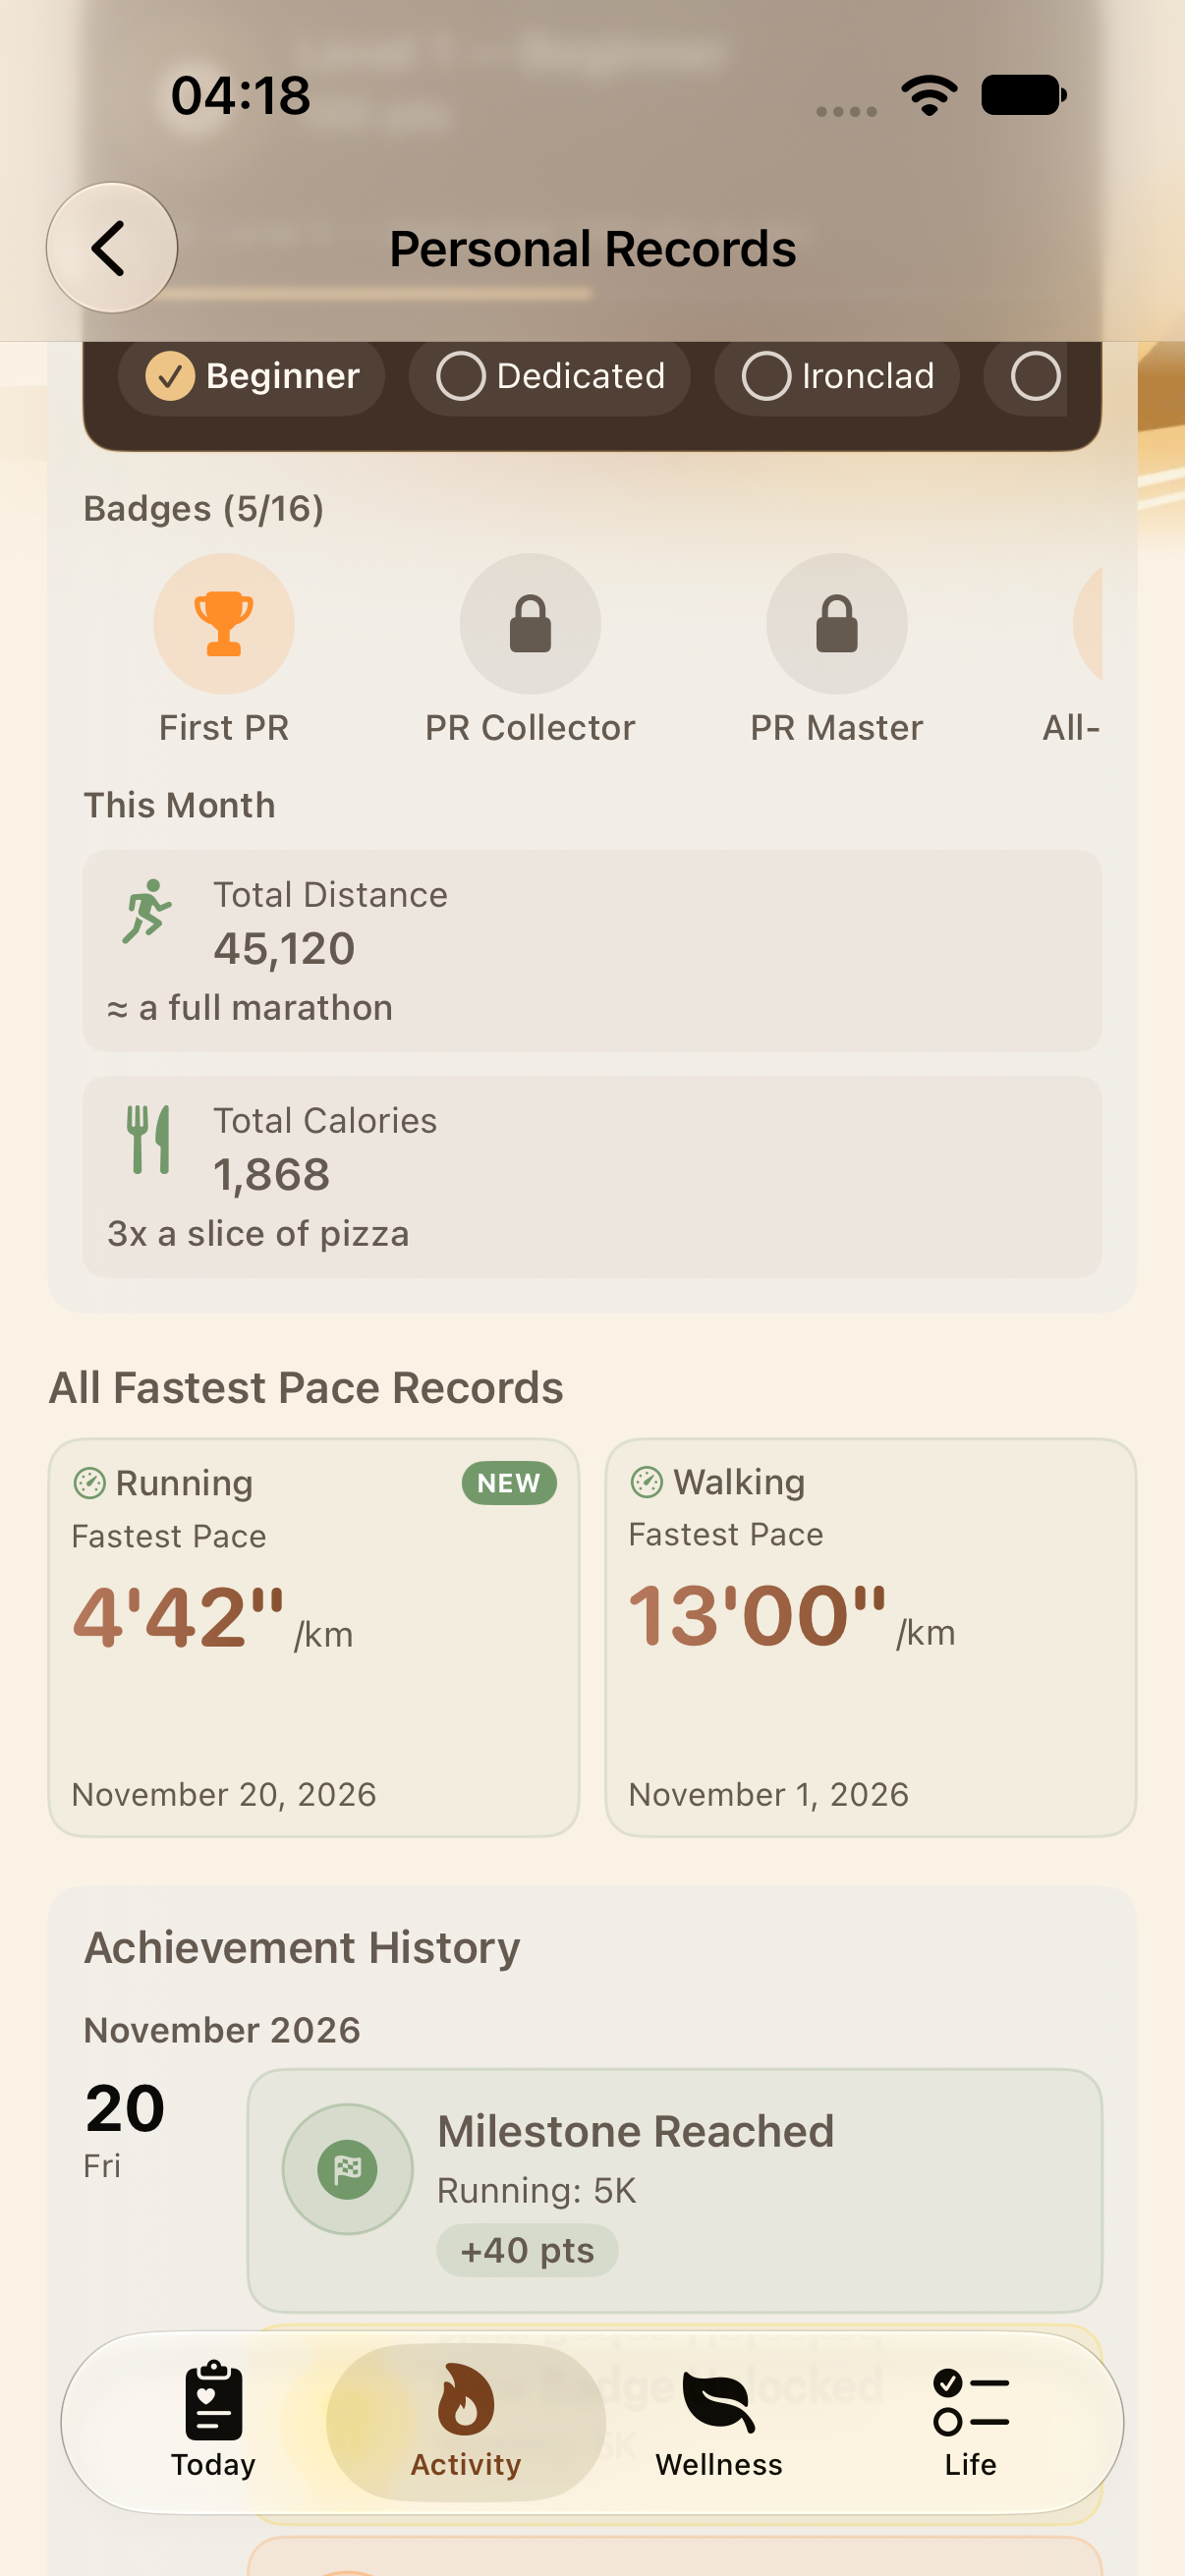 04:18
Personal Records
Beginner
Dedicated
Ironclad
Badges (5/16)
First PR
PR Collector
PR Master
All-
This Month
Total Distance
45,120
≈ a full marathon
Total Calories
1,868
3x a slice of pizza
All Fastest Pace Records
Running
NEW
Fastest Pace
4'42" /km
November 20, 2026
Walking
Fastest Pace
13'00" /km
November 1, 2026
Achievement History
November 2026
20
Fri
Milestone Reached
Running: 5K
+40 pts
Today
Activity
Wellness
Life